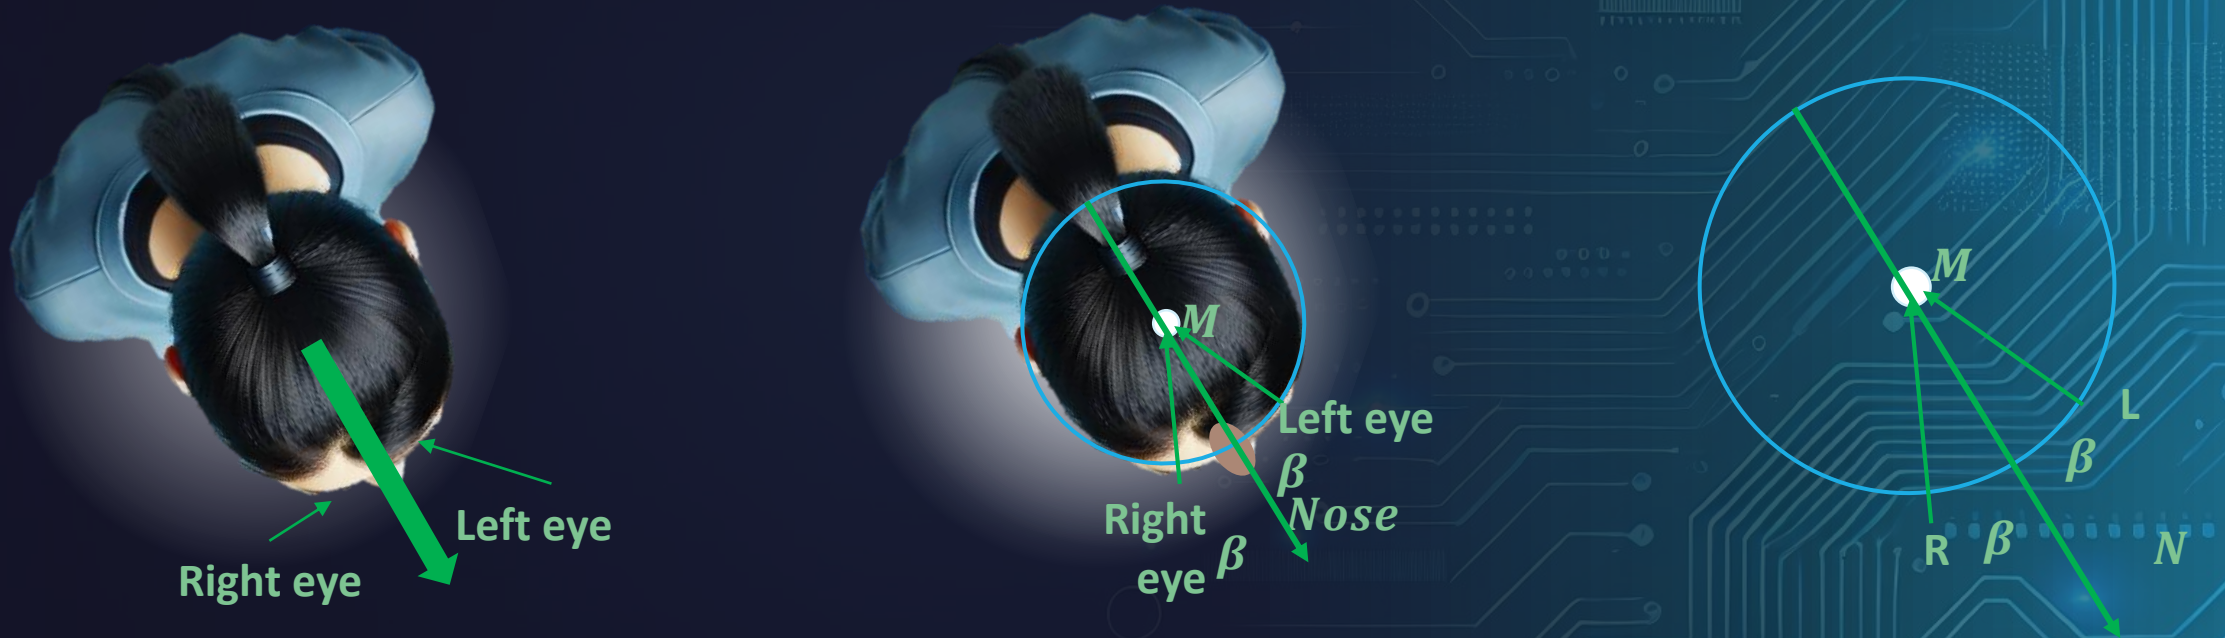 Left eye
Right eye
M
Left eye
β
Nose
Right
eye
β
M
L
β
R
β
N